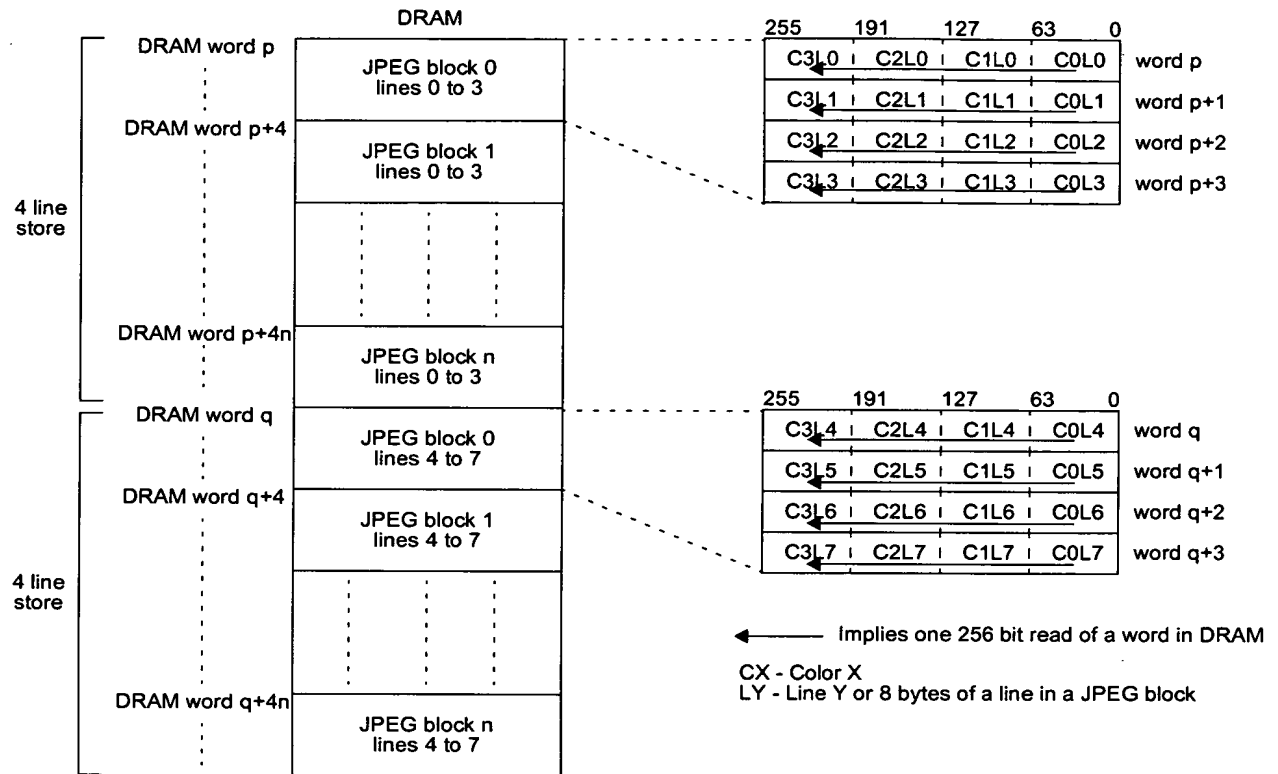 DRAM
DRAM word p
JPEG block 0
lines 0 to 3
DRAM word p+4
JPEG block 1
lines 0 to 3
4 line
store
DRAM word p+4n
JPEG block n
lines 0 to 3
DRAM word q
JPEG block 0
lines 4 to 7
DRAM word q+4
JPEG block 1
lines 4 to 7
4 line
store
DRAM word q+4n
JPEG block n
lines 4 to 7
255 191 127 63 0
C3L0 C2L0 C1L0 C0L0 word p
C3L1 C2L1 C1L1 C0L1 word p+1
C3L2 C2L2 C1L2 C0L2 word p+2
C3L3 C2L3 C1L3 C0L3 word p+3
255 191 127 63 0
C3L4 C2L4 C1L4 C0L4 word q
C3L5 C2L5 C1L5 C0L5 word q+1
C3L6 C2L6 C1L6 C0L6 word q+2
C3L7 C2L7 C1L7 C0L7 word q+3
Implies one 256 bit read of a word in DRAM
CX - Color X
LY - Line Y or 8 bytes of a line in a JPEG block